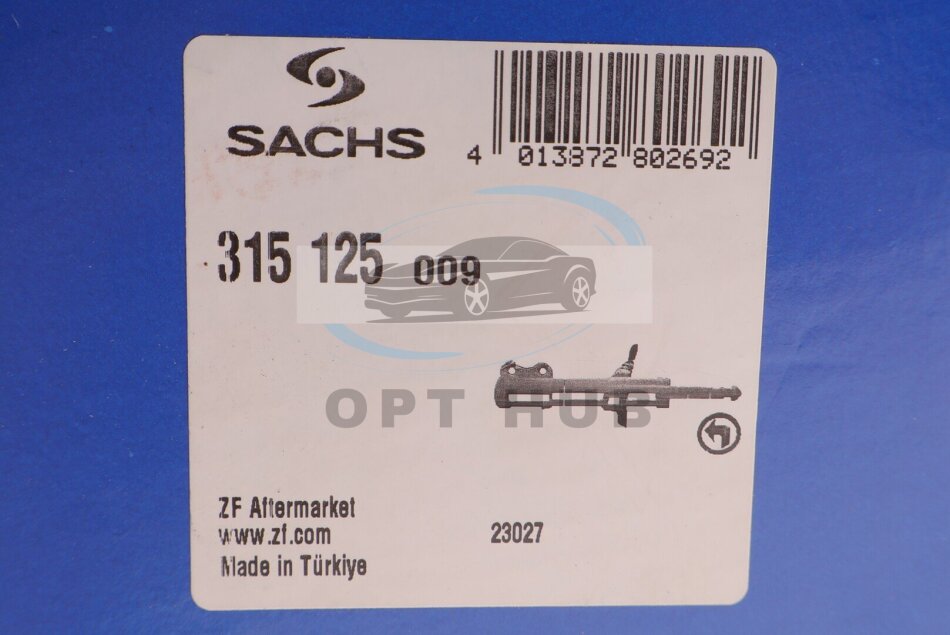 SACHS
4 013872 802692
315 125 009
OPT HUB
ZF Aftermarket
www.zf.com
23027
Made in Türkiye